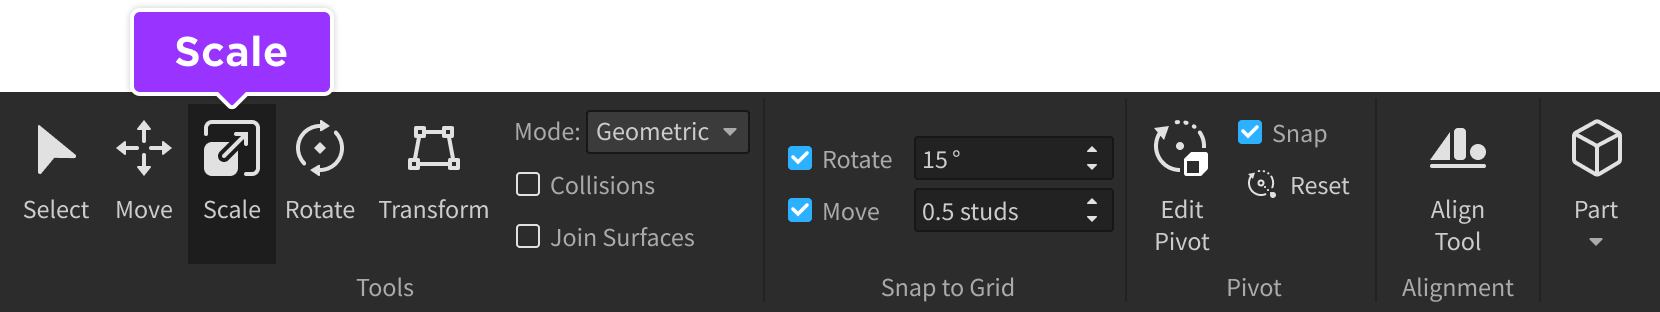 Scale
Select
Move
Scale
Rotate
Transform
Mode: Geometric
Collisions
Join Surfaces
Tools
Rotate 15 °
Move 0.5 studs
Snap to Grid
Edit
Pivot
Snap
Reset
Pivot
Align
Tool
Alignment
Part